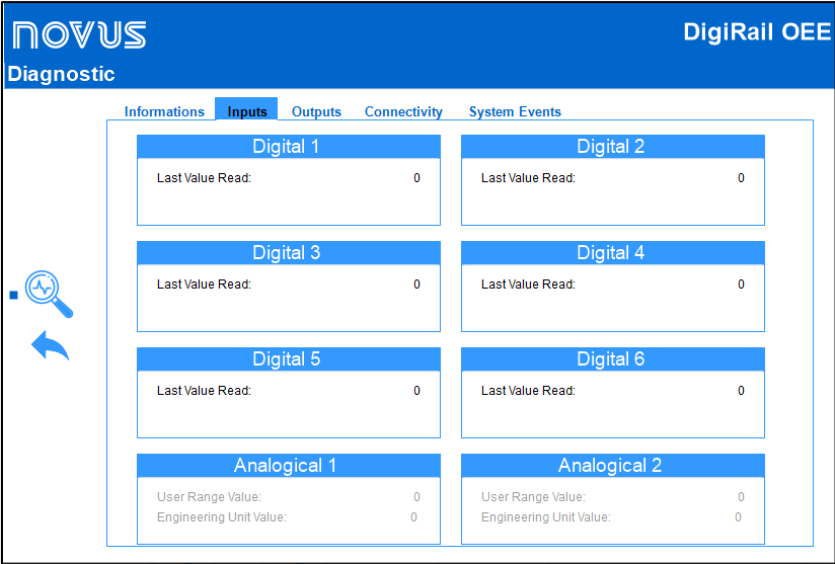 NOVUS
DigiRail OEE
Diagnostic
Informations Inputs Outputs Connectivity System Events
Digital 1 Digital 2
Last Value Read: 0 Last Value Read: 0
Digital 3 Digital 4
Last Value Read: 0 Last Value Read: 0
Digital 5 Digital 6
Last Value Read: 0 Last Value Read: 0
Analogical 1 Analogical 2
User Range Value: 0 User Range Value: 0
Engineering Unit Value: 0 Engineering Unit Value: 0